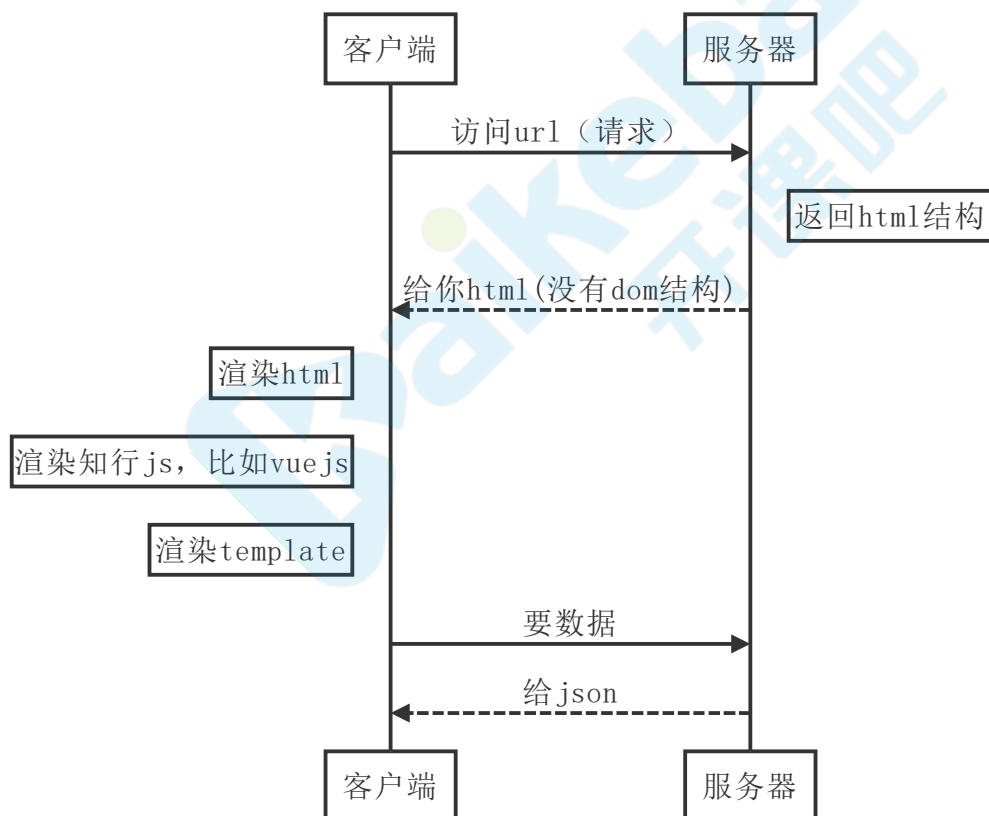 客户端
服务器
访问url（请求）
返回html结构
给你html(没有dom结构)
渲染html
渲染知行js，比如vuejs
渲染template
要数据
给json
客户端
服务器
kaikeba
开课吧